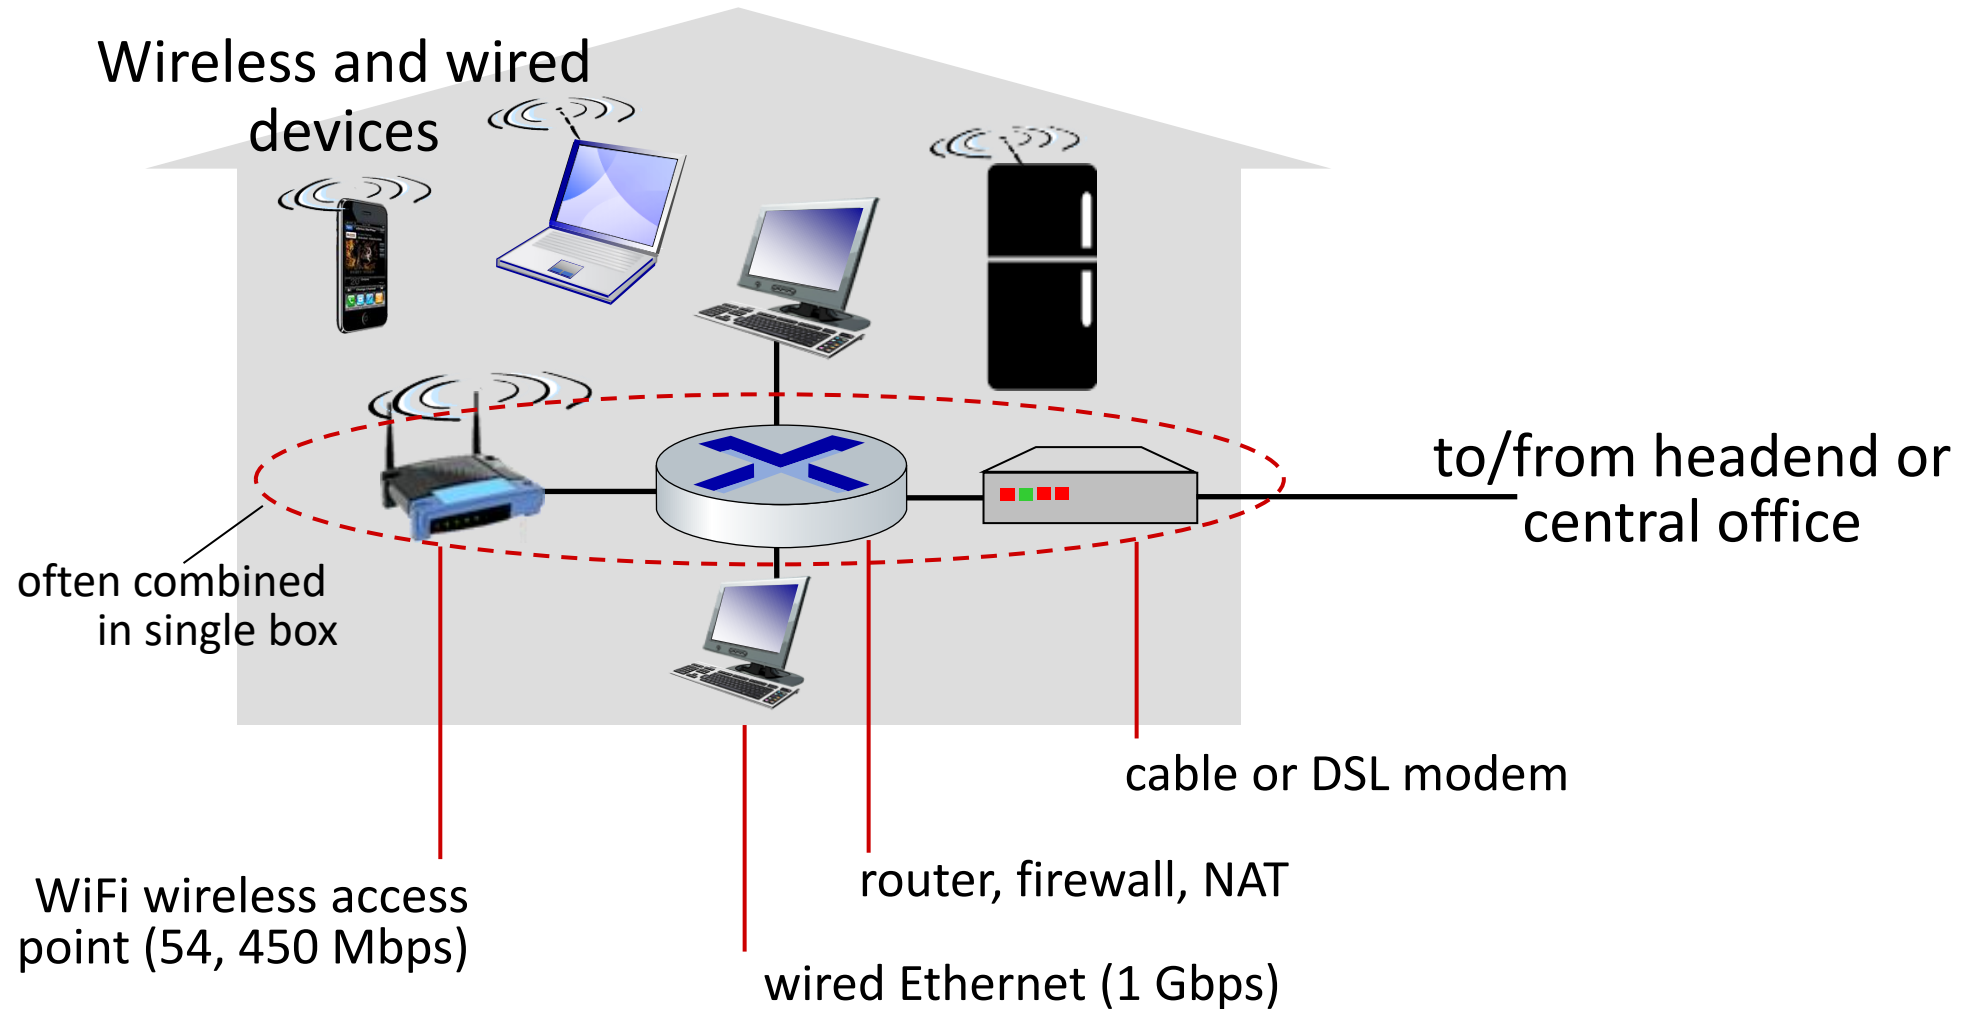 Wireless and wired
devices
to/from headend or
central office
often combined
in single box
cable or DSL modem
router, firewall, NAT
WiFi wireless access
point (54, 450 Mbps)
wired Ethernet (1 Gbps)